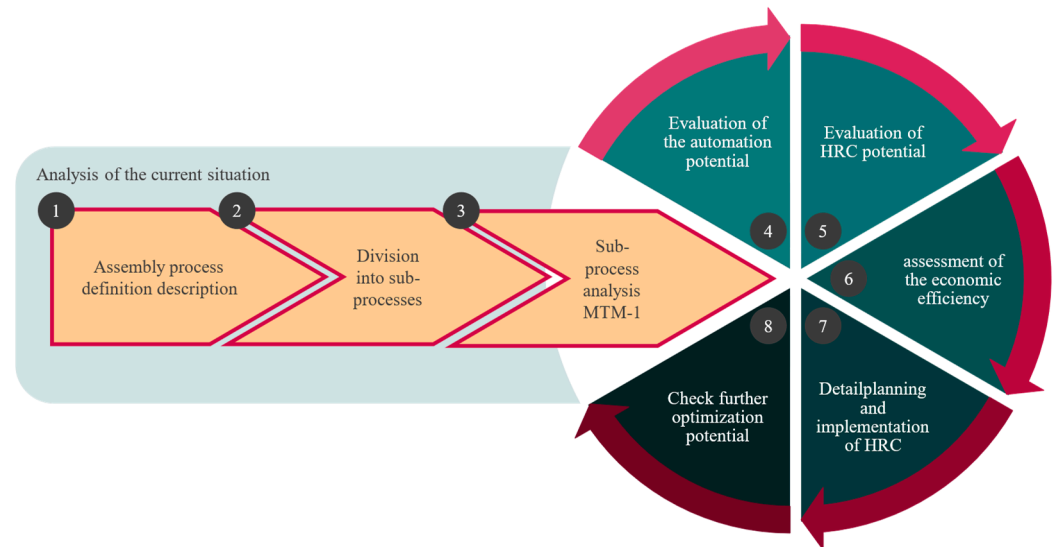 Analysis of the current situation
1
Assembly process
definition description
2
Division
into sub-
processes
3
Sub-
process
analysis
MTM-1
4
Evaluation of
the automation
potential
5
Evaluation of
HRC potential
6
assessment of
the economic
efficiency
7
Detailplanning
and
implementation
of HRC
8
Check further
optimization
potential